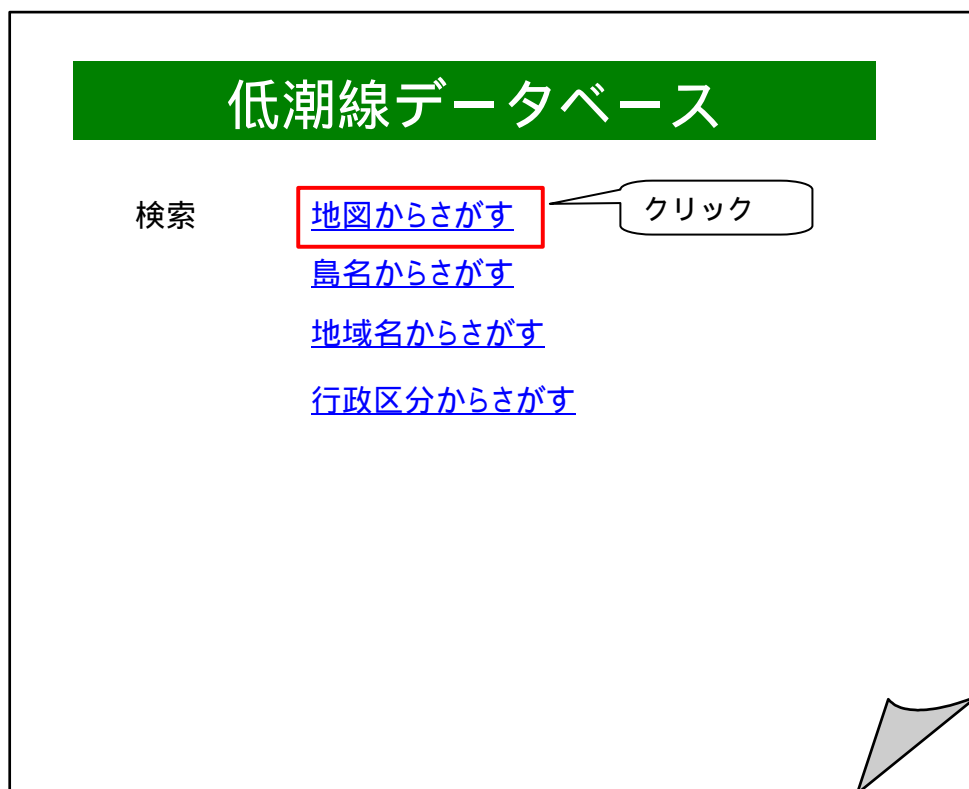 低潮線データベース
検索 地図からさがす クリック
島名からさがす
地域名からさがす
行政区分からさがす